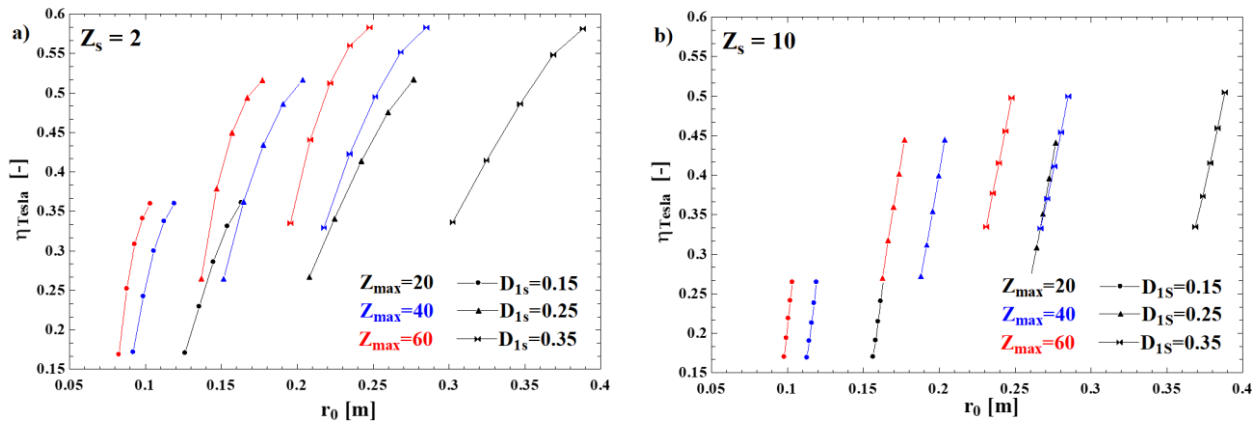 a)
Z_s = 2
η_Tesla [-]
0.6
0.55
0.5
0.45
0.4
0.35
0.3
0.25
0.2
0.15
0.1
Z_max=20 D_1s=0.15
Z_max=40 D_1s=0.25
Z_max=60 D_1s=0.35
0.05 0.1 0.15 0.2 0.25 0.3 0.35 0.4
r_0 [m]
b)
Z_s = 10
η_Tesla [-]
0.6
0.5
0.45
0.4
0.35
0.3
0.25
0.2
0.15
0.1
Z_max=20 D_1S=0.15
Z_max=40 D_1S=0.25
Z_max=60 D_1S=0.35
0.05 0.1 0.15 0.2 0.25 0.3 0.35 0.4
r_0 [m]